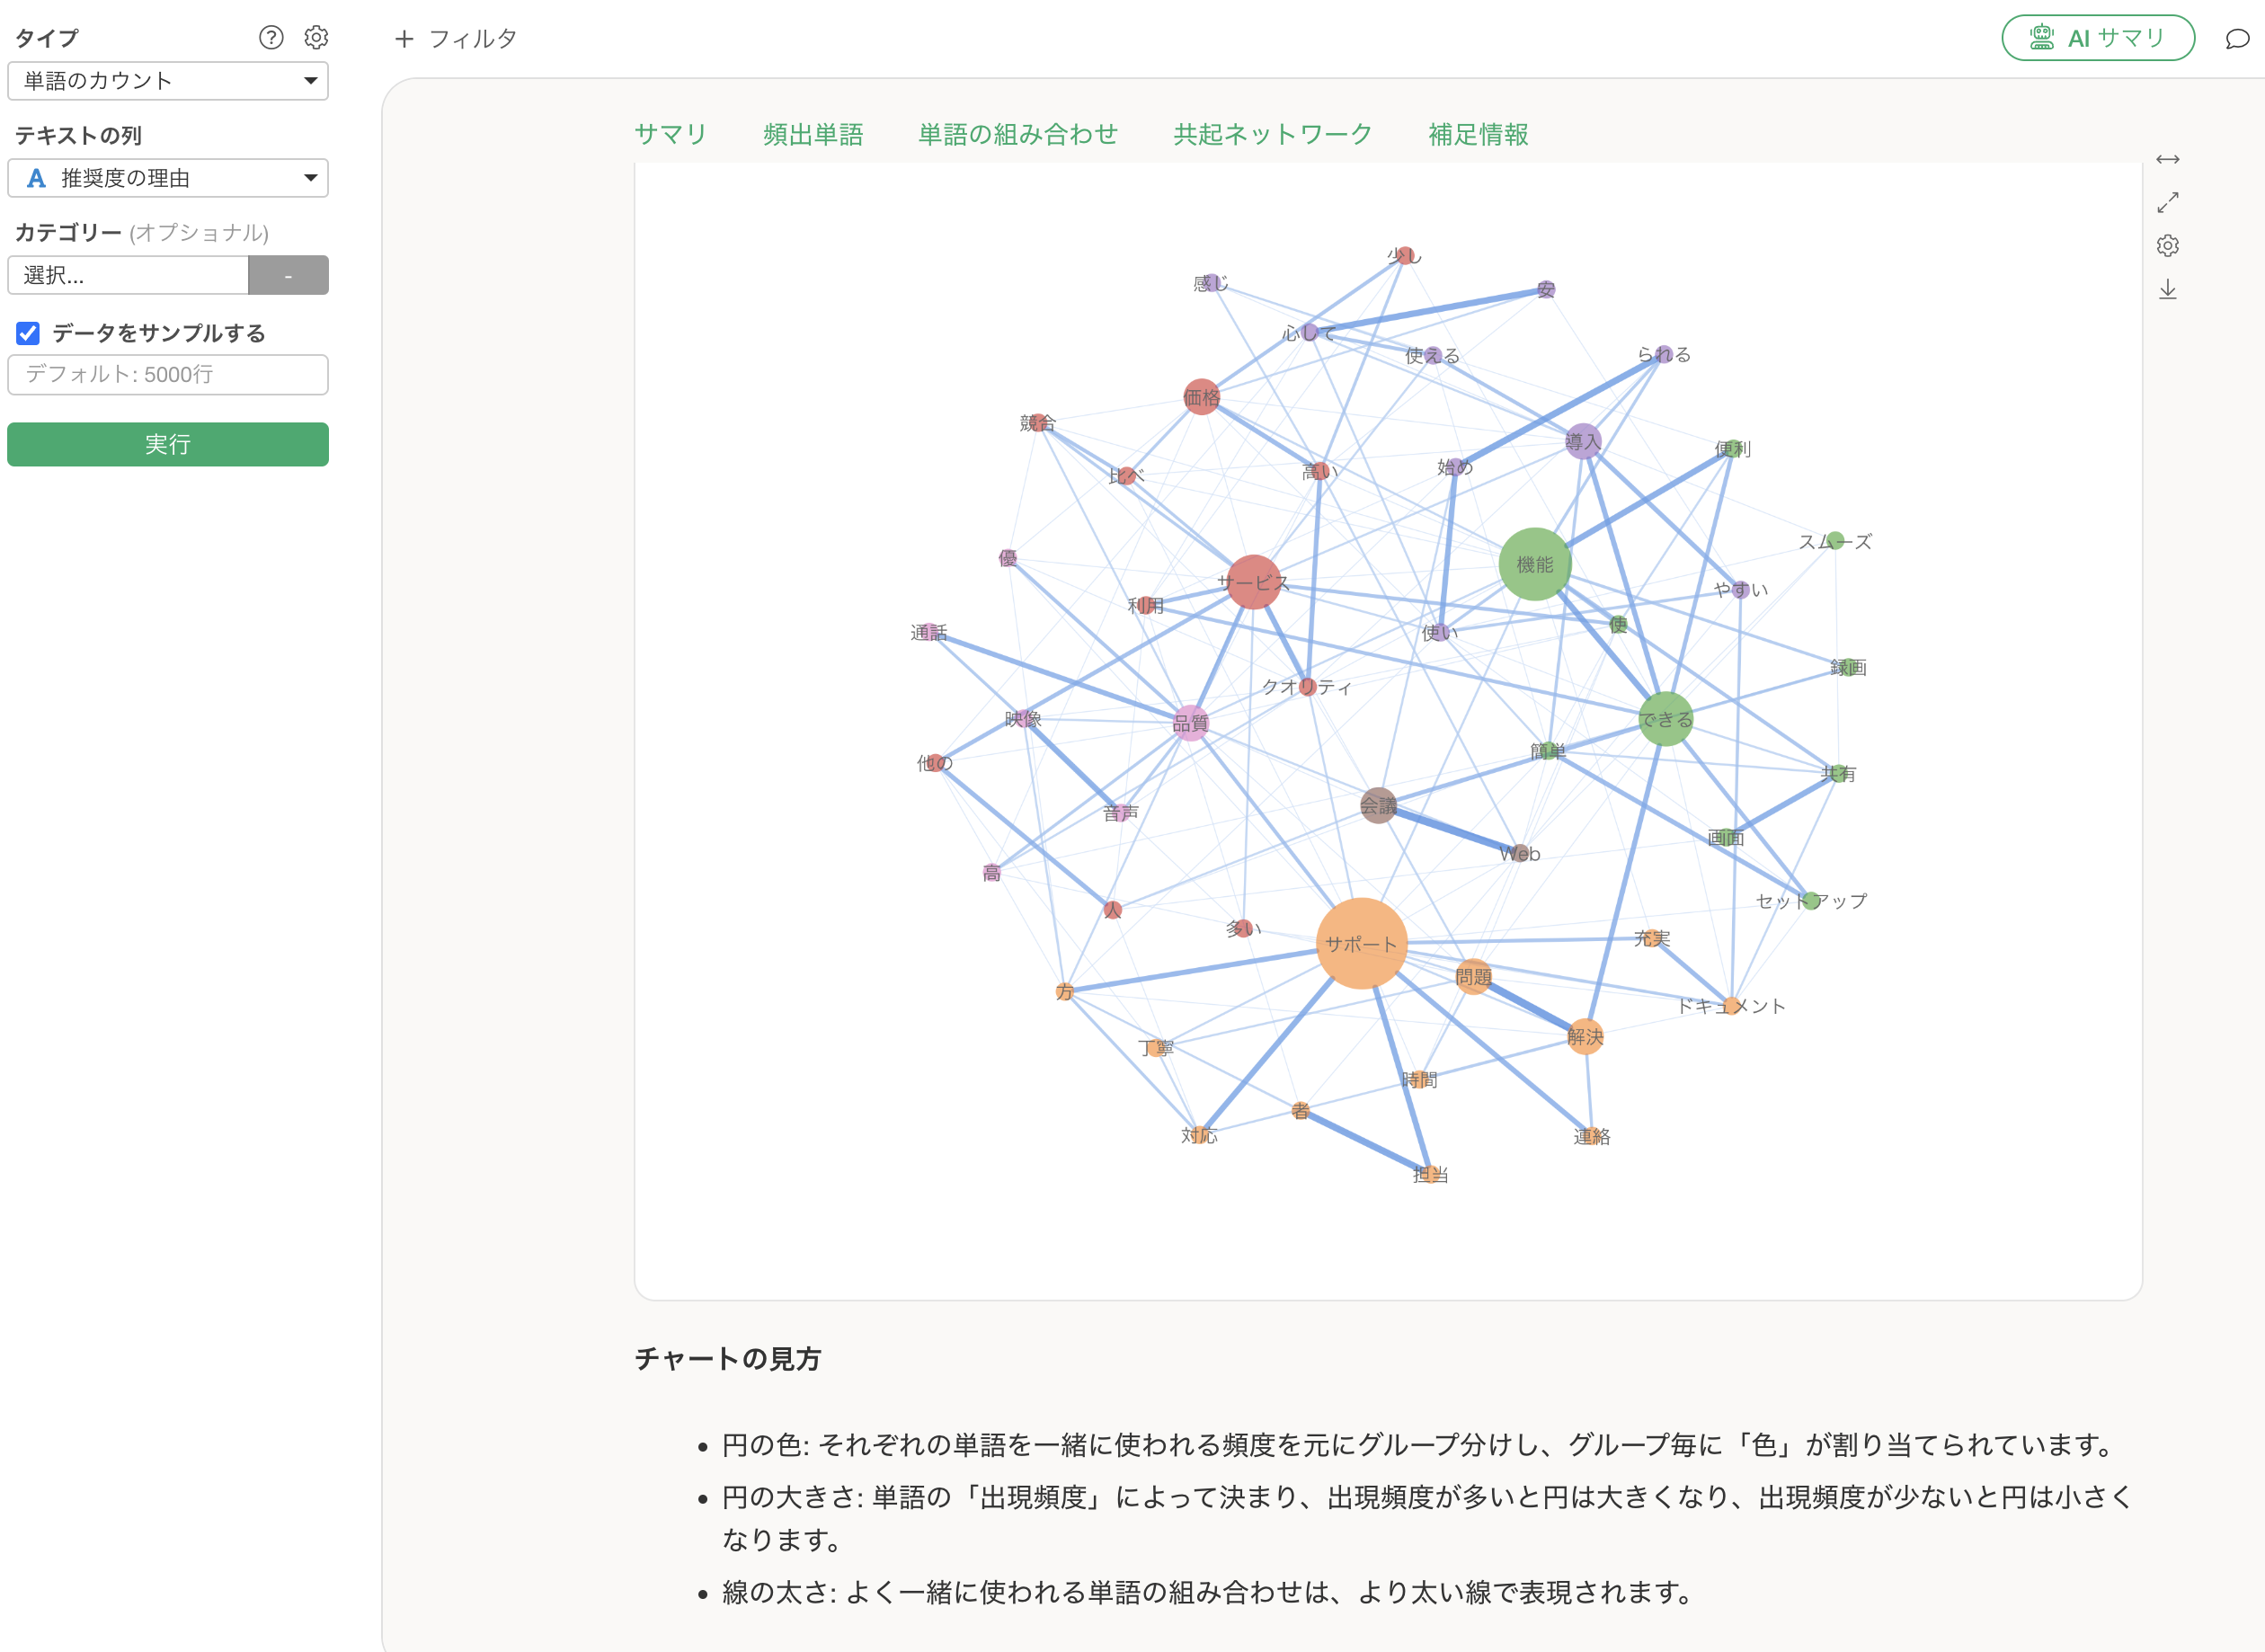 タイプ
単語のカウント
テキストの列
A 推奨度の理由
カテゴリー (オプショナル)
選択... -
データをサンプルする
デフォルト: 5000行
実行
+ フィルタ
AI サマリ
サマリ 頻出単語 単語の組み合わせ 共起ネットワーク 補足情報
少し
感じ
安
心して
使える
られる
価格
競合
導入
便利
高い
始め
比べ
スムーズ
優
機能
サービス
やすい
利用
使
通話
使い
録画
クオリティ
映像
品質
できる
簡単
他の
共有
会議
音声
画面
Web
高
セットアップ
人
多い
充実
サポート
問題
方
ドキュメント
解決
丁寧
時間
者
対応
連絡
担当
チャートの見方
• 円の色: それぞれの単語を一緒に使われる頻度を元にグループ分けし、グループ毎に「色」が割り当てられています。
• 円の大きさ: 単語の「出現頻度」によって決まり、出現頻度が多いと円は大きくなり、出現頻度が少ないと円は小さく
なります。
• 線の太さ: よく一緒に使われる単語の組み合わせは、より太い線で表現されます。